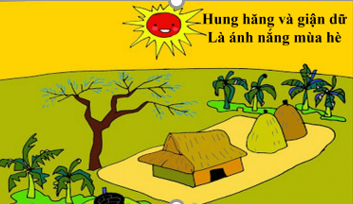 Hung hăng và giận dữ
Là ánh nắng mùa hè